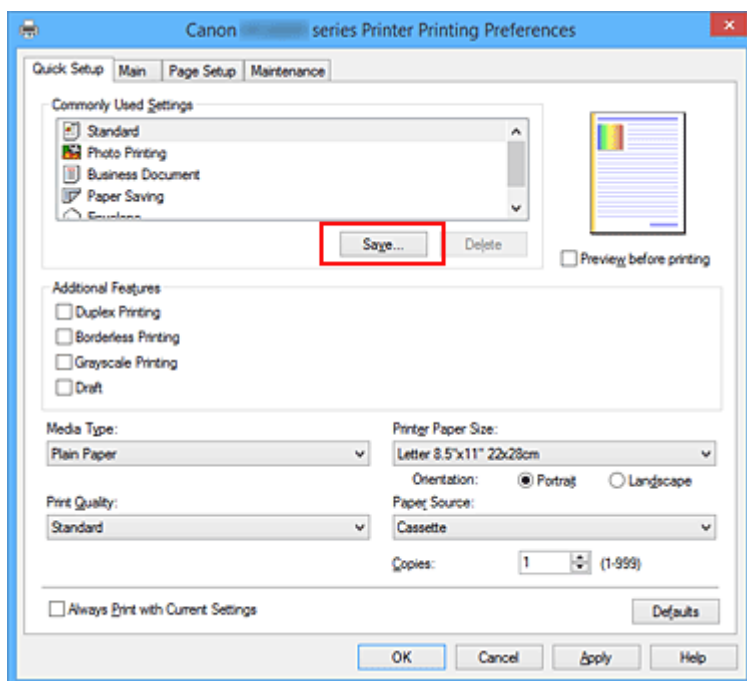 Canon series Printer Printing Preferences
Quick Setup Main Page Setup Maintenance
Commonly Used Settings
Standard
Photo Printing
Business Document
Paper Saving
Envelope
Save... Delete
Preview before printing
Additional Features
Duplex Printing
Borderless Printing
Grayscale Printing
Draft
Media Type:
Plain Paper
Printer Paper Size:
Letter 8.5"x11" 22x28cm
Orientation: Portrait Landscape
Print Quality:
Standard
Paper Source:
Cassette
Copies: 1 (1-999)
Always Print with Current Settings
Defaults
OK Cancel Apply Help